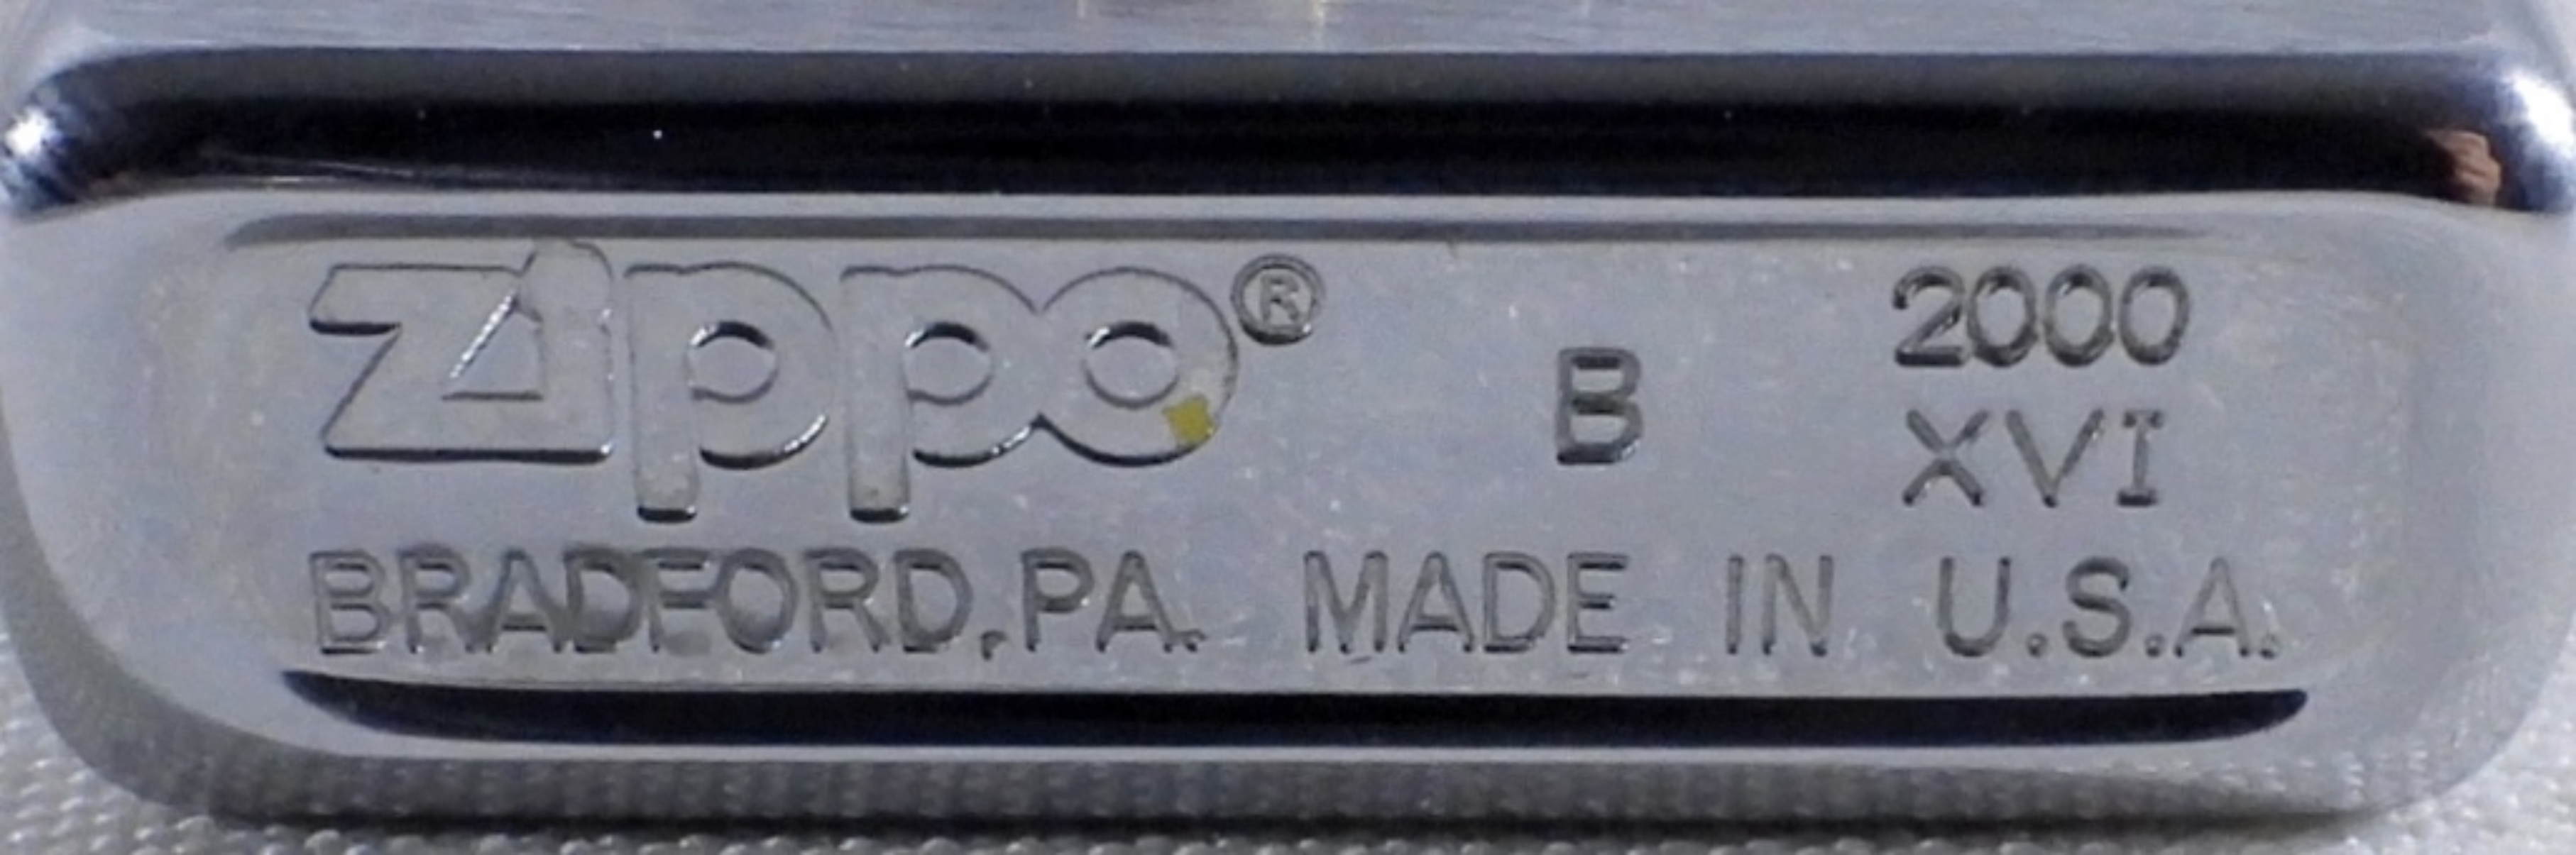 Zippo®
B
2000
XVI
BRADFORD, PA. MADE IN U.S.A.